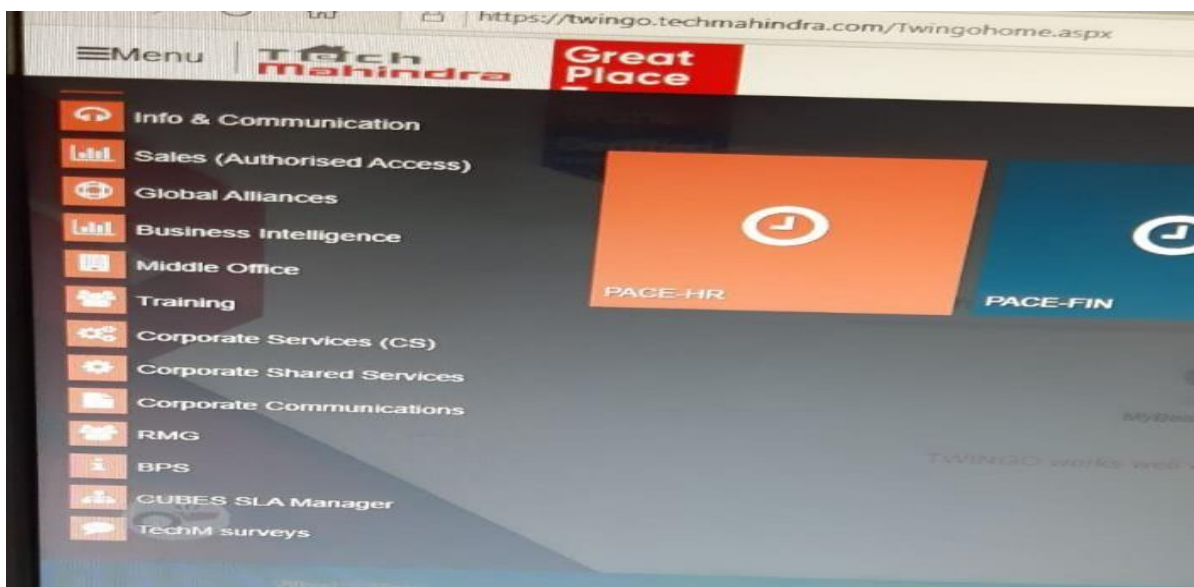 https://twingo.techmahindra.com/Twingohome.aspx
Menu
Tech
Mahindra
Great
Place
Info & Communication
Sales (Authorised Access)
Global Alliances
Business Intelligence
Middle Office
Training
Corporate Services (CS)
Corporate Shared Services
Corporate Communications
RMG
BPS
CUBES SLA Manager
TechM surveys
PACE-HR
PACE-FIN
TWINGO works well